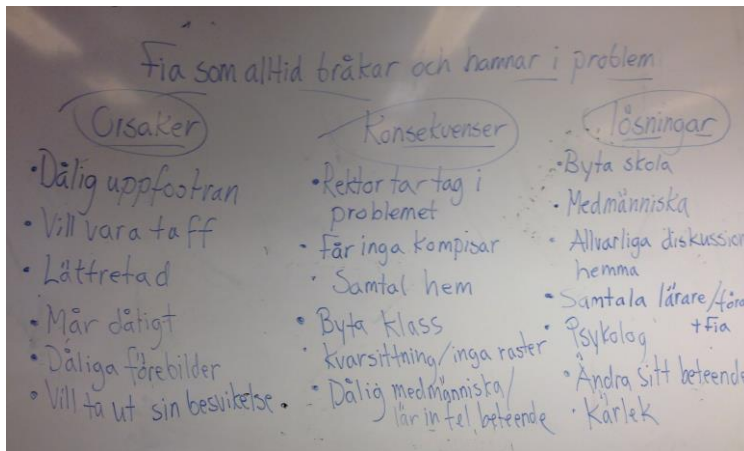 Fia som alltid bråkar och hamnar i problem
Orsaker
• Dålig uppfostran
• Vill vara taff
• Lättretad
• Mår dåligt
• Dåliga förebilder
• Vill ta ut sin besvikelse.
Konsekvenser
• Rektor tar tag i
problemet
• Får inga kompisar
• Samtal hem
• Byta klass
• kvarsittning/inga raster
• Dålig medmänniska/
lär in fel beteende
Lösningar
• Byta skola
• Medmänniska
• Allvarliga diskussion
hemma
• Samtala lärare/
+ Fia
• Psykolog
• Ändra sitt beteende
• Kärlek